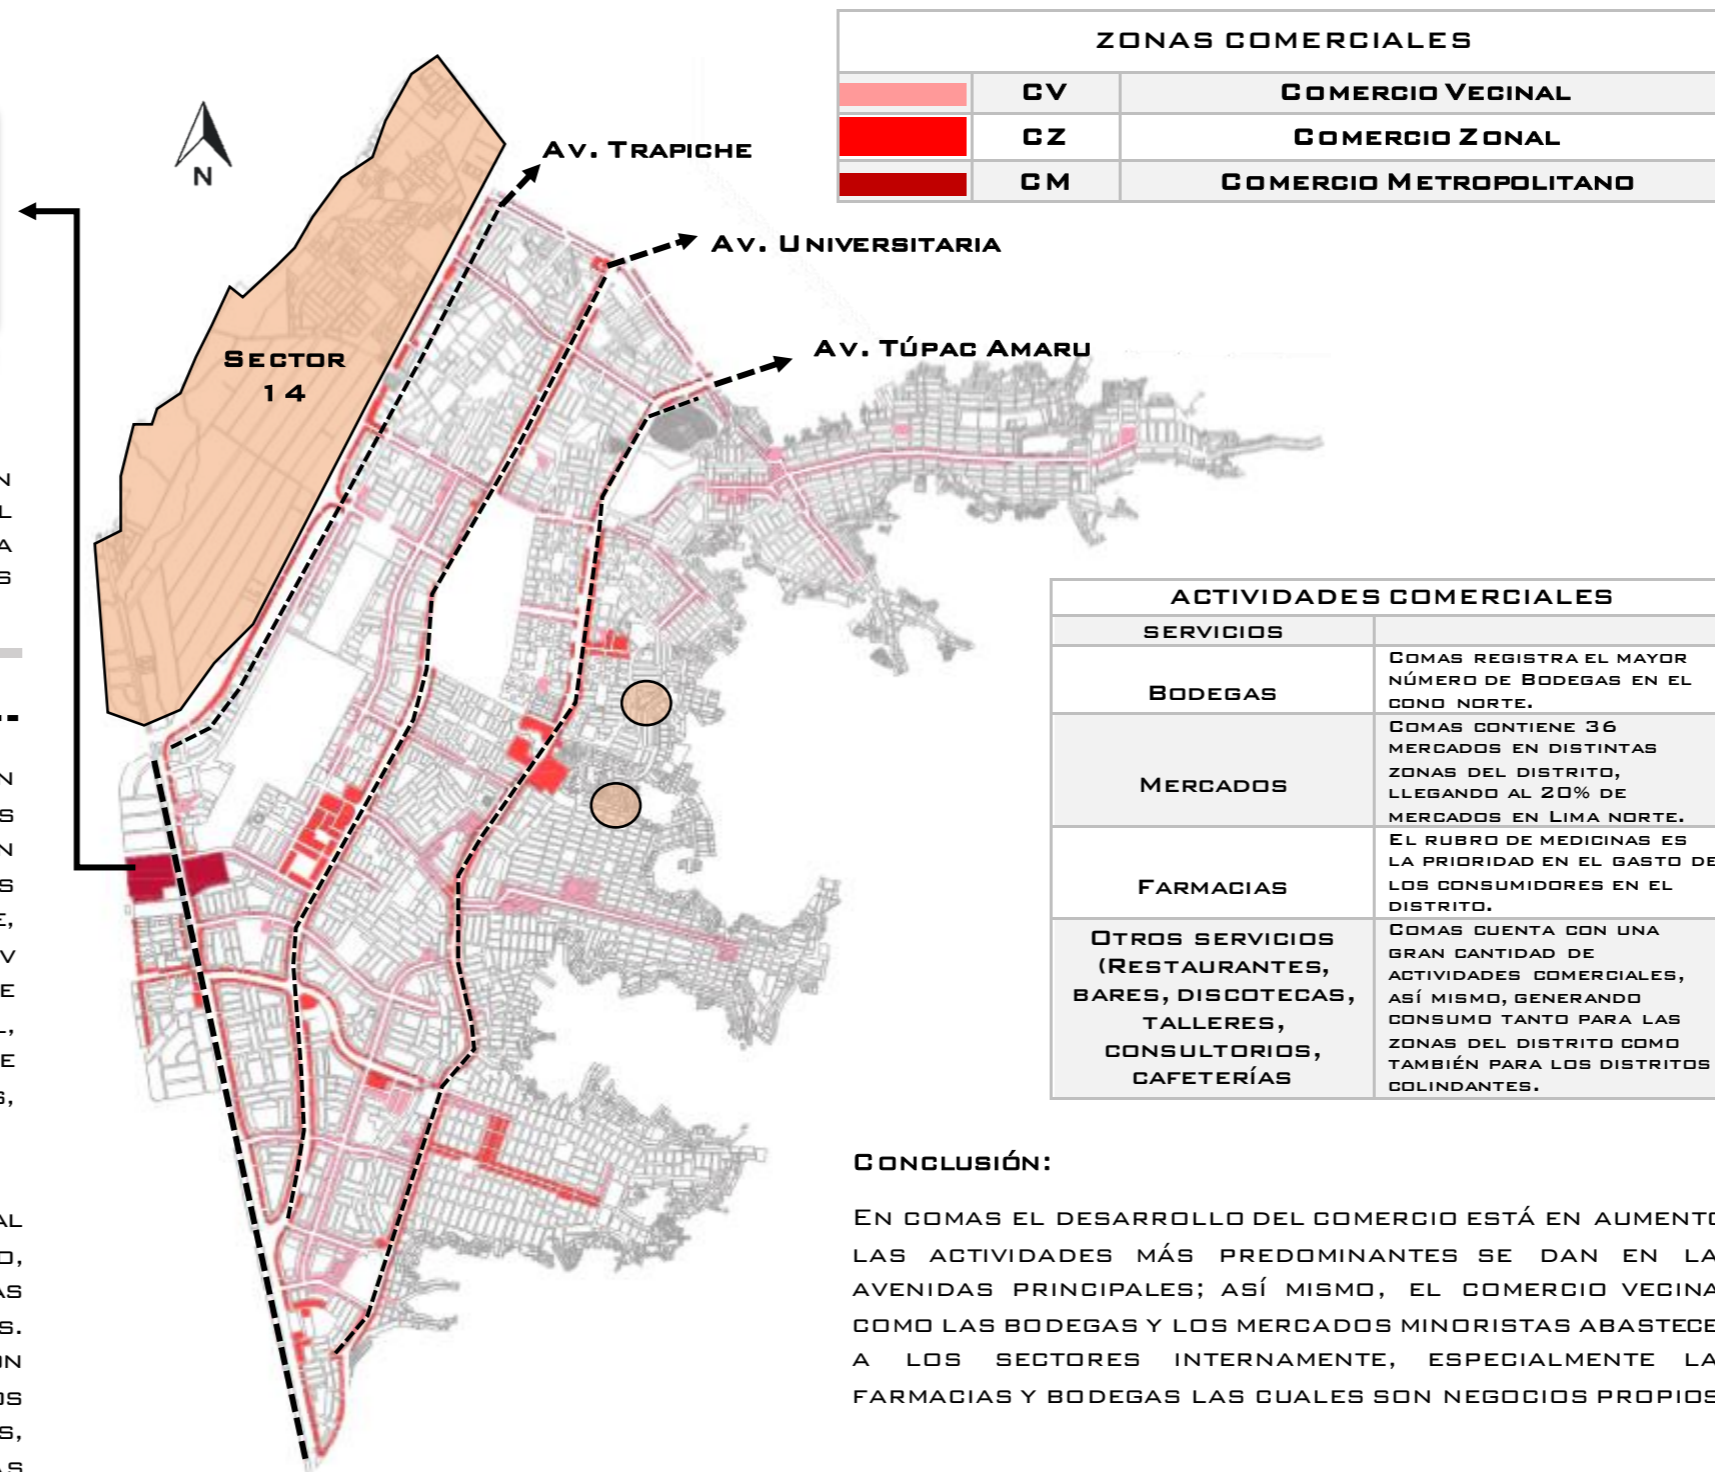 ZONAS COMERCIALES
CV COMERCIO VECINAL
CZ COMERCIO ZONAL
CM COMERCIO METROPOLITANO
N
AV. TRAPICHE
AV. UNIVERSITARIA
AV. TÚPAC AMARU
SECTOR
14
N
L
A
S
N
S
N
S
E,
V
E
L,
E
S,
AL
O,
AS
S.
ON
OS
S,
AS
ACTIVIDADES COMERCIALES
SERVICIOS
BODEGAS
COMAS REGISTRA EL MAYOR
NÚMERO DE BODEGAS EN EL
CONO NORTE.
MERCADOS
COMAS CONTIENE 36
MERCADOS EN DISTINTAS
ZONAS DEL DISTRITO,
LLEGANDO AL 20% DE
MERCADOS EN LIMA NORTE.
FARMACIAS
EL RUBRO DE MEDICINAS ES
LA PRIORIDAD EN EL GASTO DE
LOS CONSUMIDORES EN EL
DISTRITO.
OTROS SERVICIOS
(RESTAURANTES,
BARES, DISCOTECAS,
TALLERES,
CONSULTORIOS,
CAFETERÍAS
COMAS CUENTA CON UNA
GRAN CANTIDAD DE
ACTIVIDADES COMERCIALES,
ASÍ MISMO, GENERANDO
CONSUMO TANTO PARA LAS
ZONAS DEL DISTRITO COMO
TAMBIÉN PARA LOS DISTRITOS
COLINDANTES.
CONCLUSIÓN:
EN COMAS EL DESARROLLO DEL COMERCIO ESTÁ EN AUMENTO
LAS ACTIVIDADES MÁS PREDOMINANTES SE DAN EN LA
AVENIDAS PRINCIPALES; ASÍ MISMO, EL COMERCIO VECINA
COMO LAS BODEGAS Y LOS MERCADOS MINORISTAS ABASTECE
A LOS SECTORES INTERNAMENTE, ESPECIALMENTE LA
FARMACIAS Y BODEGAS LAS CUALES SON NEGOCIOS PROPIOS